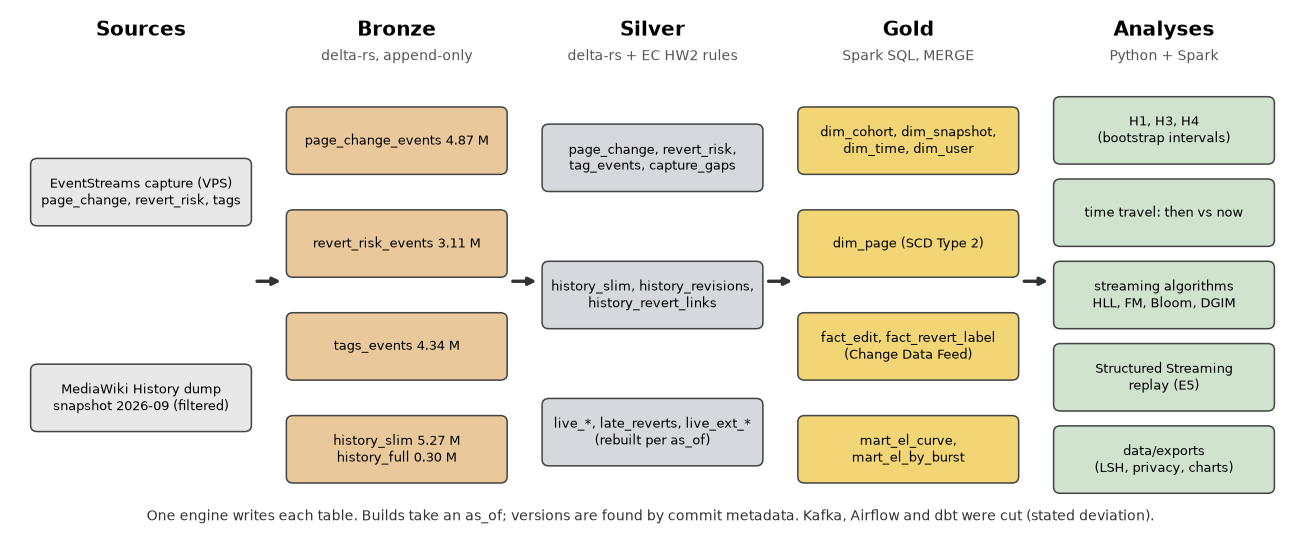 Sources
EventStreams capture (VPS)
page_change, revert_risk, tags
MediaWiki History dump
snapshot 2026-09 (filtered)
Bronze
delta-rs, append-only
page_change_events 4.87 M
revert_risk_events 3.11 M
tags_events 4.34 M
history_slim 5.27 M
history_full 0.30 M
Silver
delta-rs + EC HW2 rules
page_change, revert_risk,
tag_events, capture_gaps
history_slim, history_revisions,
history_revert_links
live_*, late_reverts, live_ext_*
(rebuilt per as_of)
Gold
Spark SQL, MERGE
dim_cohort, dim_snapshot,
dim_time, dim_user
dim_page (SCD Type 2)
fact_edit, fact_revert_label
(Change Data Feed)
mart_el_curve,
mart_el_by_burst
Analyses
Python + Spark
H1, H3, H4
(bootstrap intervals)
time travel: then vs now
streaming algorithms
HLL, FM, Bloom, DGIM
Structured Streaming
replay (E5)
data/exports
(LSH, privacy, charts)
One engine writes each table. Builds take an as_of; versions are found by commit metadata. Kafka, Airflow and dbt were cut (stated deviation).